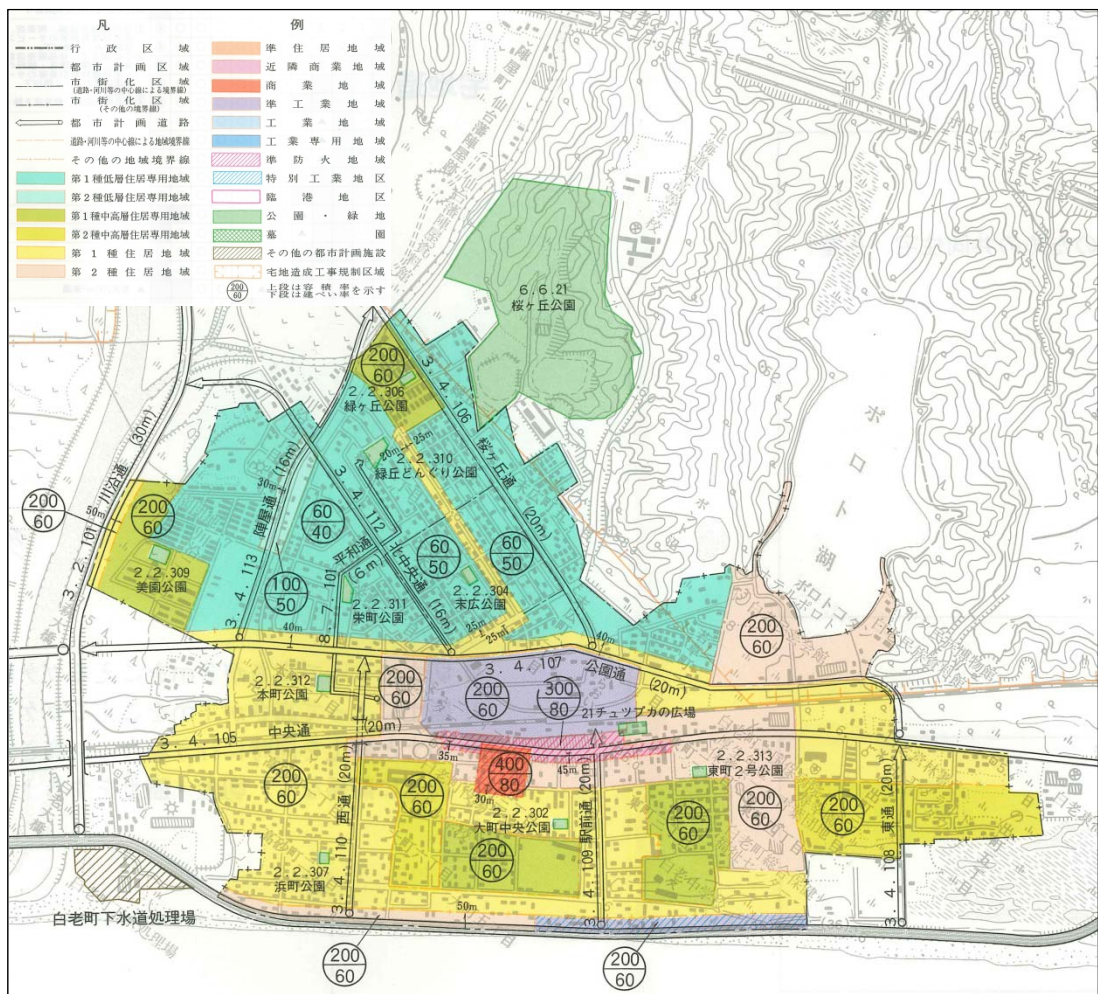 凡例
行政区域
都市計画区域
市街化区域
(道路・河川等の中心線による境界線)
市街化区域
(その他の境界線)
都市計画道路
道路・河川等の中心線による地域境界線
その他の地域境界線
第1種低層住居専用地域
第2種低層住居専用地域
第1種中高層住居専用地域
第2種中高層住居専用地域
第1種住居地域
第2種住居地域
準住居地域
近隣商業地域
商業地域
準工業地域
工業地域
工業専用地域
準防火地域
特別工業地区
臨港地区
公園・緑地
墓園
その他の都市計画施設
宅地造成工事規制区域
200
60
上段は容積率を示す
下段は建ぺい率
6.6.21
桜ヶ丘公園
200
60
2.2.306
緑ヶ丘公園
3.4.106
桜ヶ丘通(20m)
20m
25m
2.2.310
緑丘どんぐり公園
3.2.101
川沿通(30m)
50m
200
60
200
60
2.2.309
美園公園
3.4.113
陣屋通(16m)
30m
60
40
3.4.112
北中央通(16m)
60
50
60
50
100
50
8.7.101
平和通
(6m)
2.2.311
栄町公園
2.2.304
末広公園
25m
25m
40m
40m
ポロト湖
200
60
3.4.107
公園通
(20m)
2.2.312
本町公園
200
60
200
60
300
80
21チュップカの広場
3.4.105
中央通
(20m)
35m
45m
400
80
30m
2.2.313
東町2号公園
200
60
200
60
2.2.302
大町中央公園
200
60
200
60
200
60
200
60
3.4.110
西通(20m)
3.4.109
駅前通(20m)
3.4.108
東通(20m)
2.2.307
浜町公園
50m
白老町下水道処理場
200
60
200
60